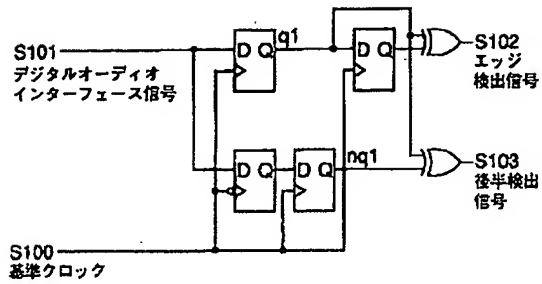 S101
デジタルオーディオ
インターフェース信号
D Q
q1
D Q
S102
エッジ
検出信号
D Q
D Q
nq1
S103
後半検出
信号
S100
基準クロック